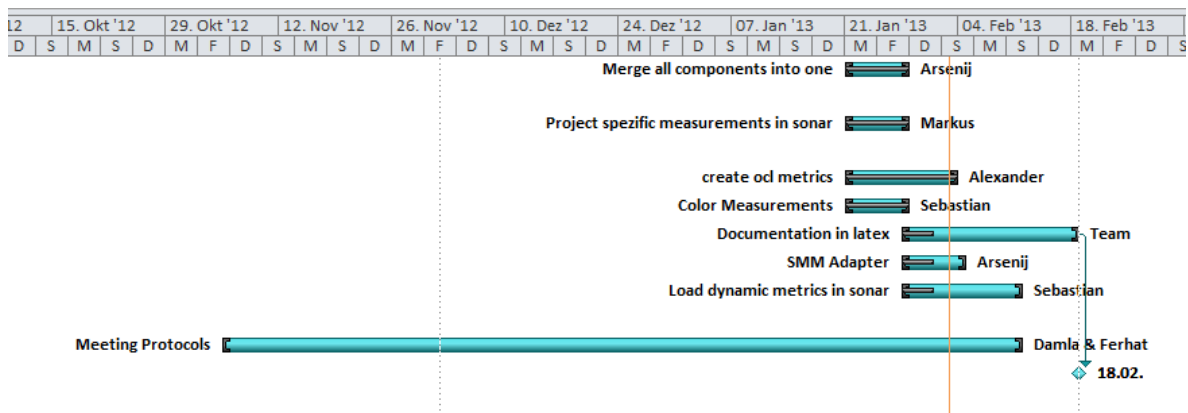 12 15. Okt '12 29. Okt '12 12. Nov '12 26. Nov '12 10. Dez '12 24. Dez '12 07. Jan '13 21. Jan '13 04. Feb '13 18. Feb '13
D S M S D M F D S M S D M F D S M S D M F D S M S D M F D S M S D M F D S
Merge all components into one Arsenij
Project spezific measurements in sonar Markus
create ocl metrics Alexander
Color Measurements Sebastian
Documentation in latex Team
SMM Adapter Arsenij
Load dynamic metrics in sonar Sebastian
Meeting Protocols Damla & Ferhat
18.02.